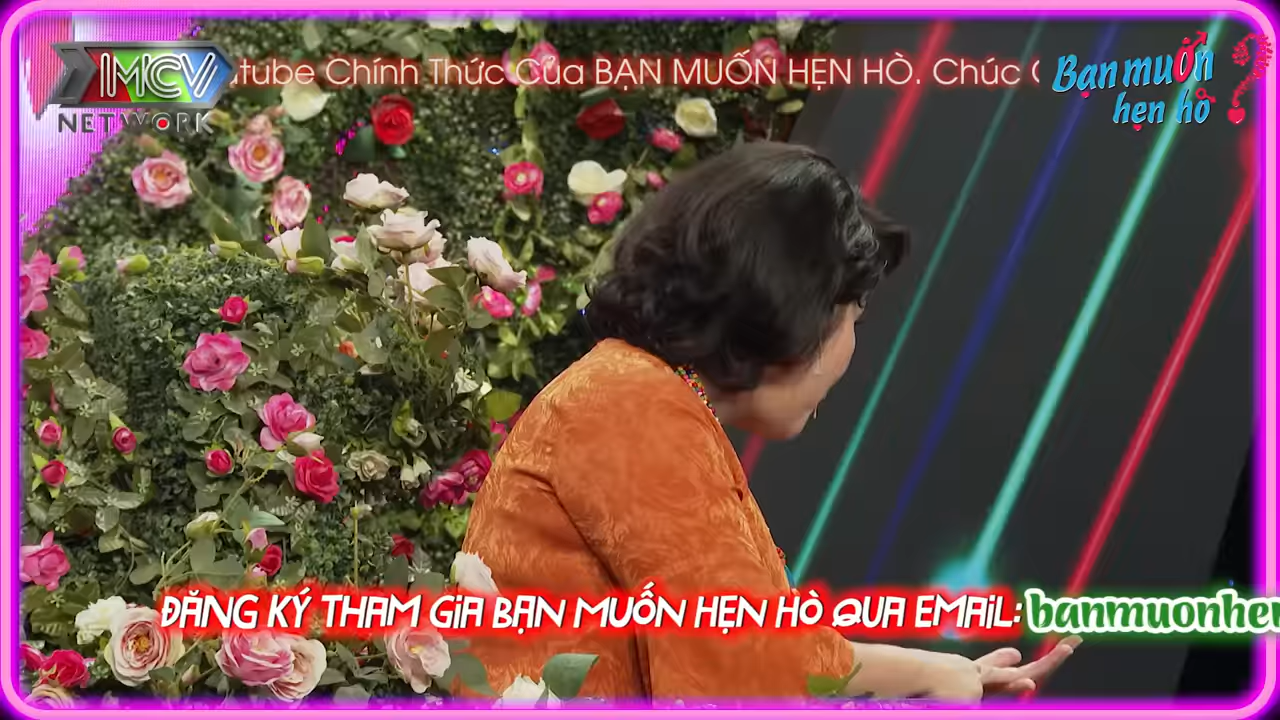 MCV
NETWORK
utube Chính Thức Của BẠN MUỐN HẸN HÒ. Chúc
Bạn muốn
hẹn hò ?
ĐĂNG KÝ THAM GIA BẠN MUỐN HẸN HÒ QUA EMAIL: banmuonhen